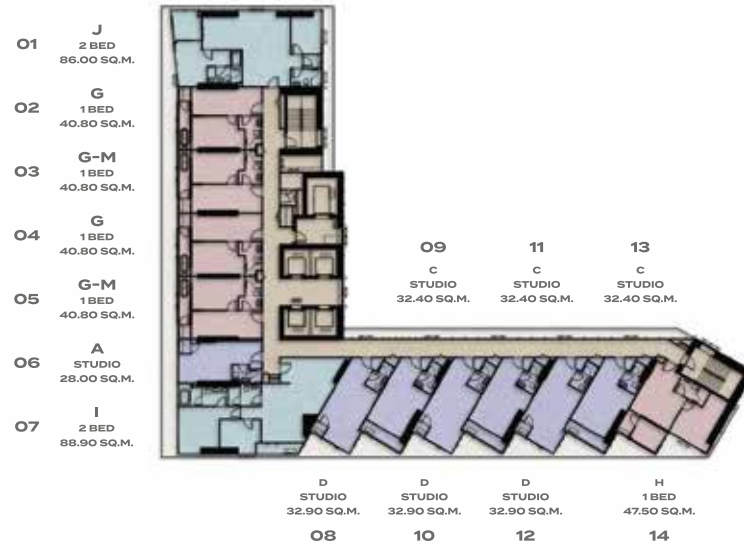 01
J
2 BED
86.00 SQ.M.
02
G
1 BED
40.80 SQ.M.
03
G-M
1 BED
40.80 SQ.M.
04
G
1 BED
40.80 SQ.M.
05
G-M
1 BED
40.80 SQ.M.
06
A
STUDIO
28.00 SQ.M.
07
I
2 BED
88.90 SQ.M.
09
C
STUDIO
32.40 SQ.M.
11
C
STUDIO
32.40 SQ.M.
13
C
STUDIO
32.40 SQ.M.
D
STUDIO
32.90 SQ.M.
08
D
STUDIO
32.90 SQ.M.
10
D
STUDIO
32.90 SQ.M.
12
H
1 BED
47.50 SQ.M.
14